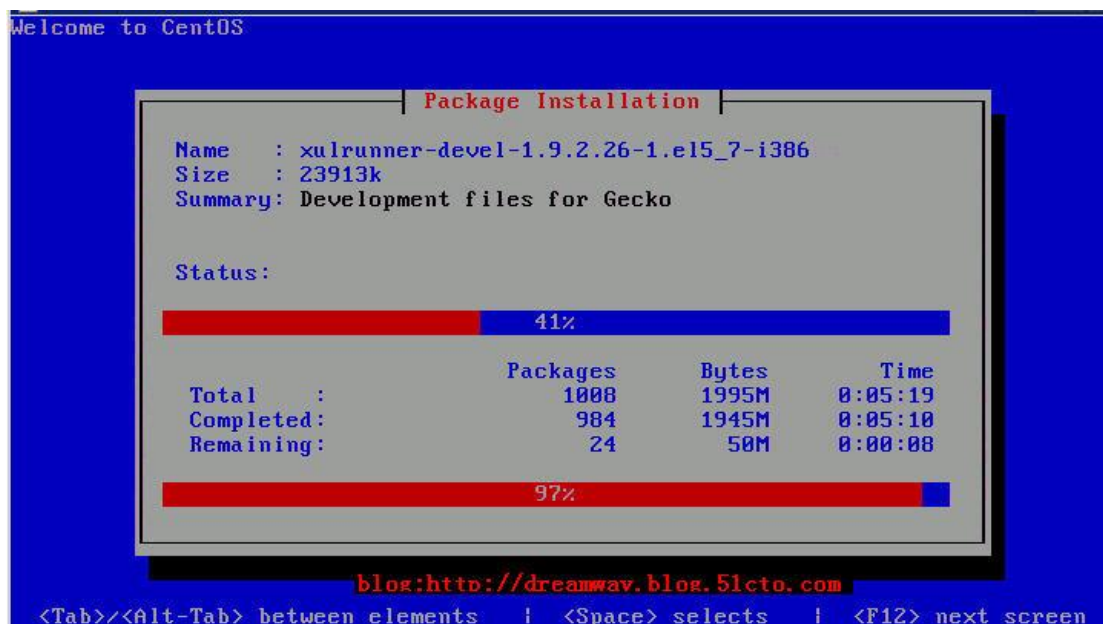 Welcome to CentOS
Package Installation
Name : xulrunner-devel-1.9.2.26-1.el5_7-i386
Size : 23913k
Summary: Development files for Gecko
Status:
41%
Packages Bytes Time
Total : 1008 1995M 0:05:19
Completed: 984 1945M 0:05:10
Remaining: 24 50M 0:00:08
97%
blog:http://dreamway.blog.51cto.com
<Tab>/<Alt-Tab> between elements | <Space> selects | <F12> next screen